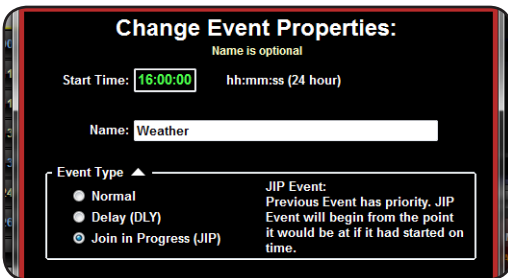 Change Event Properties:
Name is optional
Start Time: 16:00:00 hh:mm:ss (24 hour)
Name: Weather
Event Type
Normal
Delay (DLY)
Join in Progress (JIP)
JIP Event:
Previous Event has priority. JIP
Event will begin from the point
it would be at if it had started on
time.